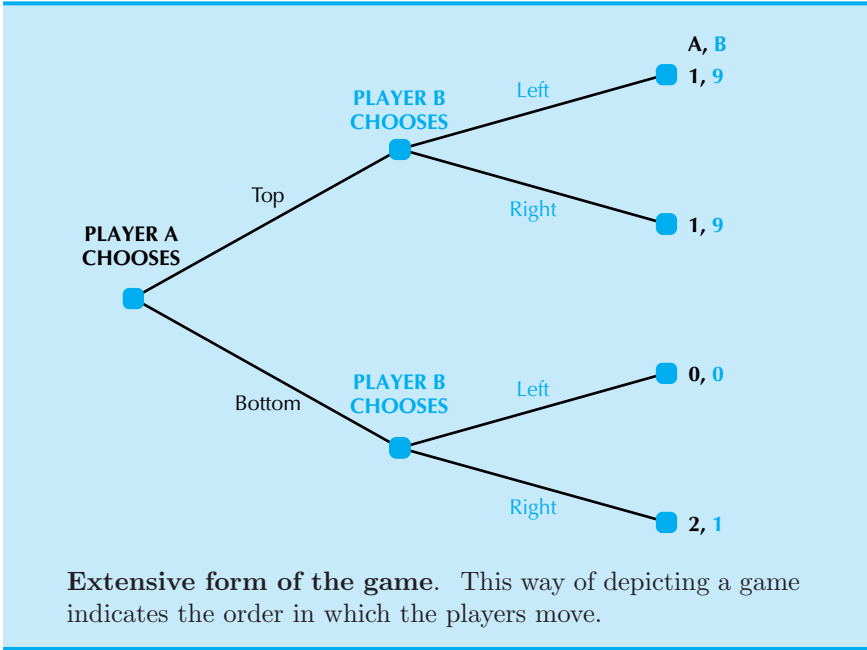 A, B
1, 9
Left
PLAYER B
CHOOSES
Top
Right
1, 9
PLAYER A
CHOOSES
PLAYER B
CHOOSES
Left
0, 0
Bottom
Right
2, 1
Extensive form of the game. This way of depicting a game
indicates the order in which the players move.